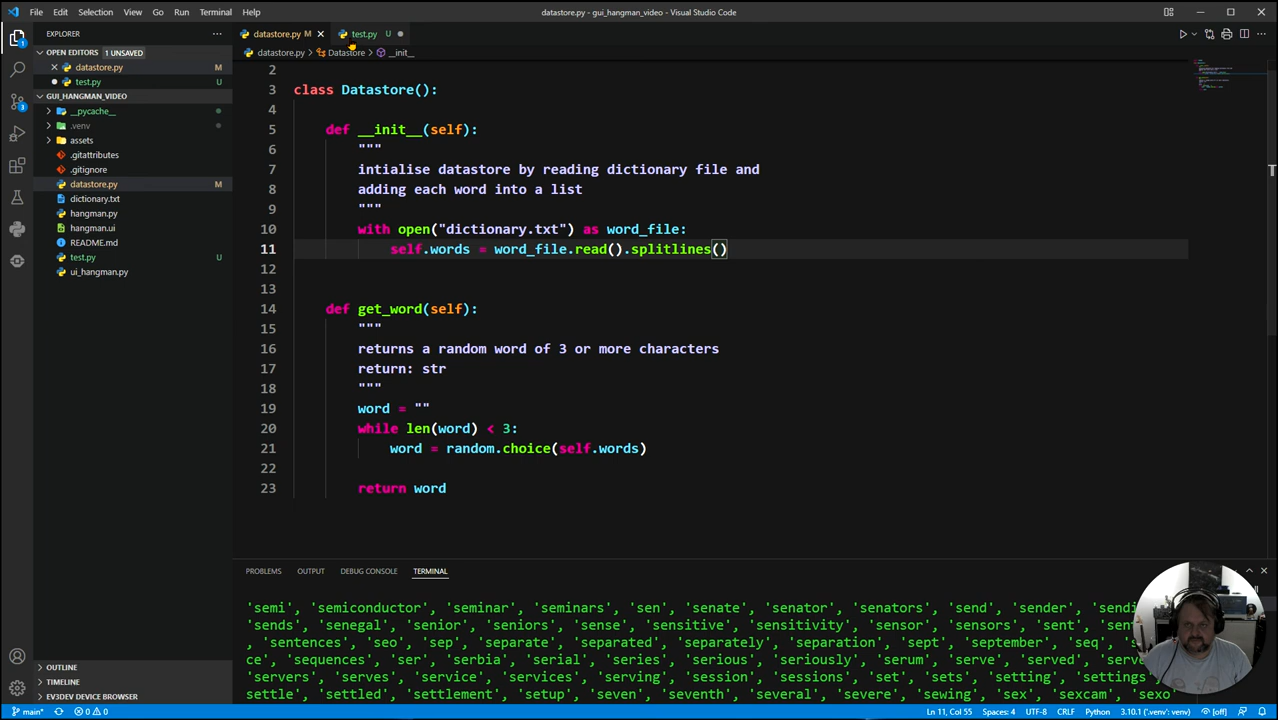 File Edit Selection View Go Run Terminal Help
datastore.py - gui_hangman_video - Visual Studio Code
EXPLORER
OPEN EDITORS 1 UNSAVED
datastore.py M
test.py U
GUI_HANGMAN_VIDEO
__pycache__
.venv
assets
.gitattributes
.gitignore
datastore.py M
dictionary.txt
hangman.py
hangman.ui
README.md
test.py U
ui_hangman.py
OUTLINE
TIMELINE
EV3DEV DEVICE BROWSER
datastore.py M test.py U
datastore.py > Datastore > __init__
2
3 class Datastore():
4
5 def __init__(self):
6 """
7 intialise datastore by reading dictionary file and
8 adding each word into a list
9 """
10 with open("dictionary.txt") as word_file:
11 self.words = word_file.read().splitlines()
12
13
14 def get_word(self):
15 """
16 returns a random word of 3 or more characters
17 return: str
18 """
19 word = ""
20 while len(word) < 3:
21 word = random.choice(self.words)
22
23 return word
PROBLEMS OUTPUT DEBUG CONSOLE TERMINAL
'semi', 'semiconductor', 'seminar', 'seminars', 'sen', 'senate', 'senator', 'senators', 'send', 'sender', 'sendi
'sends', 'senegal', 'senior', 'seniors', 'sense', 'sensitive', 'sensitivity', 'sensor', 'sensors', 'sent', 'sent
, 'sentences', 'seo', 'sep', 'separate', 'separated', 'separately', 'separation', 'sept', 'september', 'seq', 's
ce', 'sequences', 'ser', 'serbia', 'serial', 'series', 'serious', 'seriously', 'serum', 'serve', 'served', 'serve
'servers', 'serves', 'service', 'services', 'serving', 'session', 'sessions', 'set', 'sets', 'setting', 'settings'
settle', 'settled', 'settlement', 'setup', 'seven', 'seventh', 'several', 'severe', 'sewing', 'sex', 'sexcam', 'sexo'
main* 0 0 Ln 11, Col 55 Spaces: 4 UTF-8 CRLF Python 3.10.1 ('.venv': venv) [off]